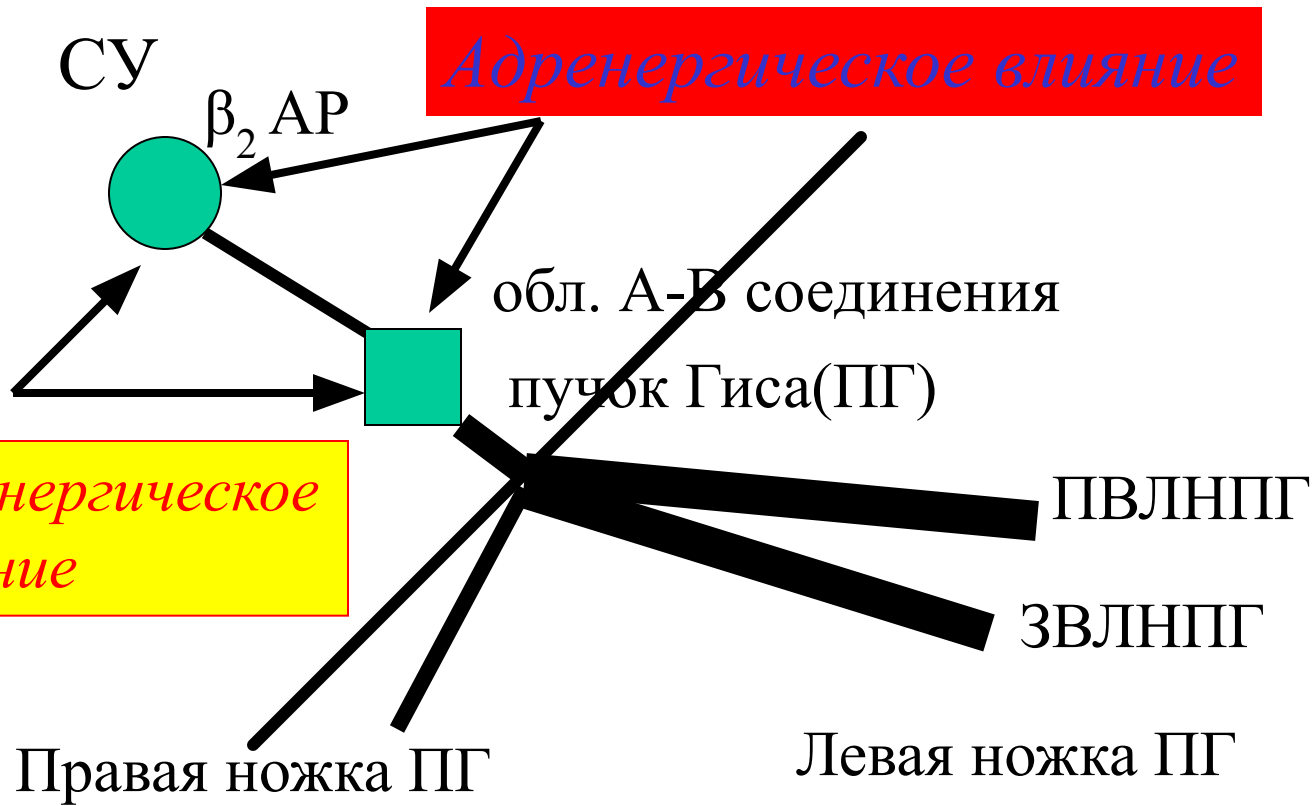 СУ
Адренергическое влияние
β2 АР
обл. А-В соединения
пучок Гиса(ПГ)
нергическое
ние
ПВЛНПГ
ЗВЛНПГ
Правая ножка ПГ
Левая ножка ПГ